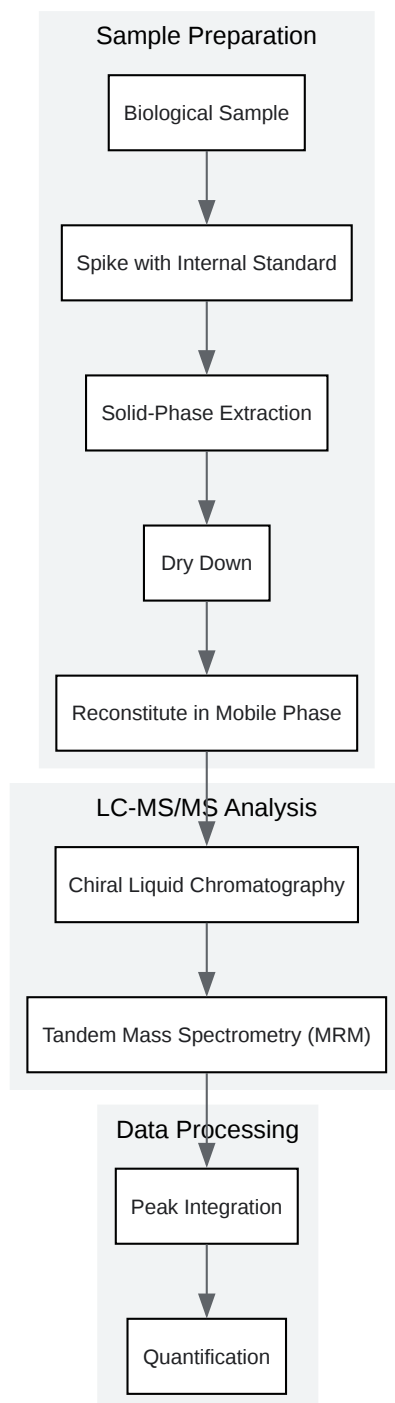 Sample Preparation
Biological Sample
Spike with Internal Standard
Solid-Phase Extraction
Dry Down
Reconstitute in Mobile Phase
LC-MS/MS Analysis
Chiral Liquid Chromatography
Tandem Mass Spectrometry (MRM)
Data Processing
Peak Integration
Quantification